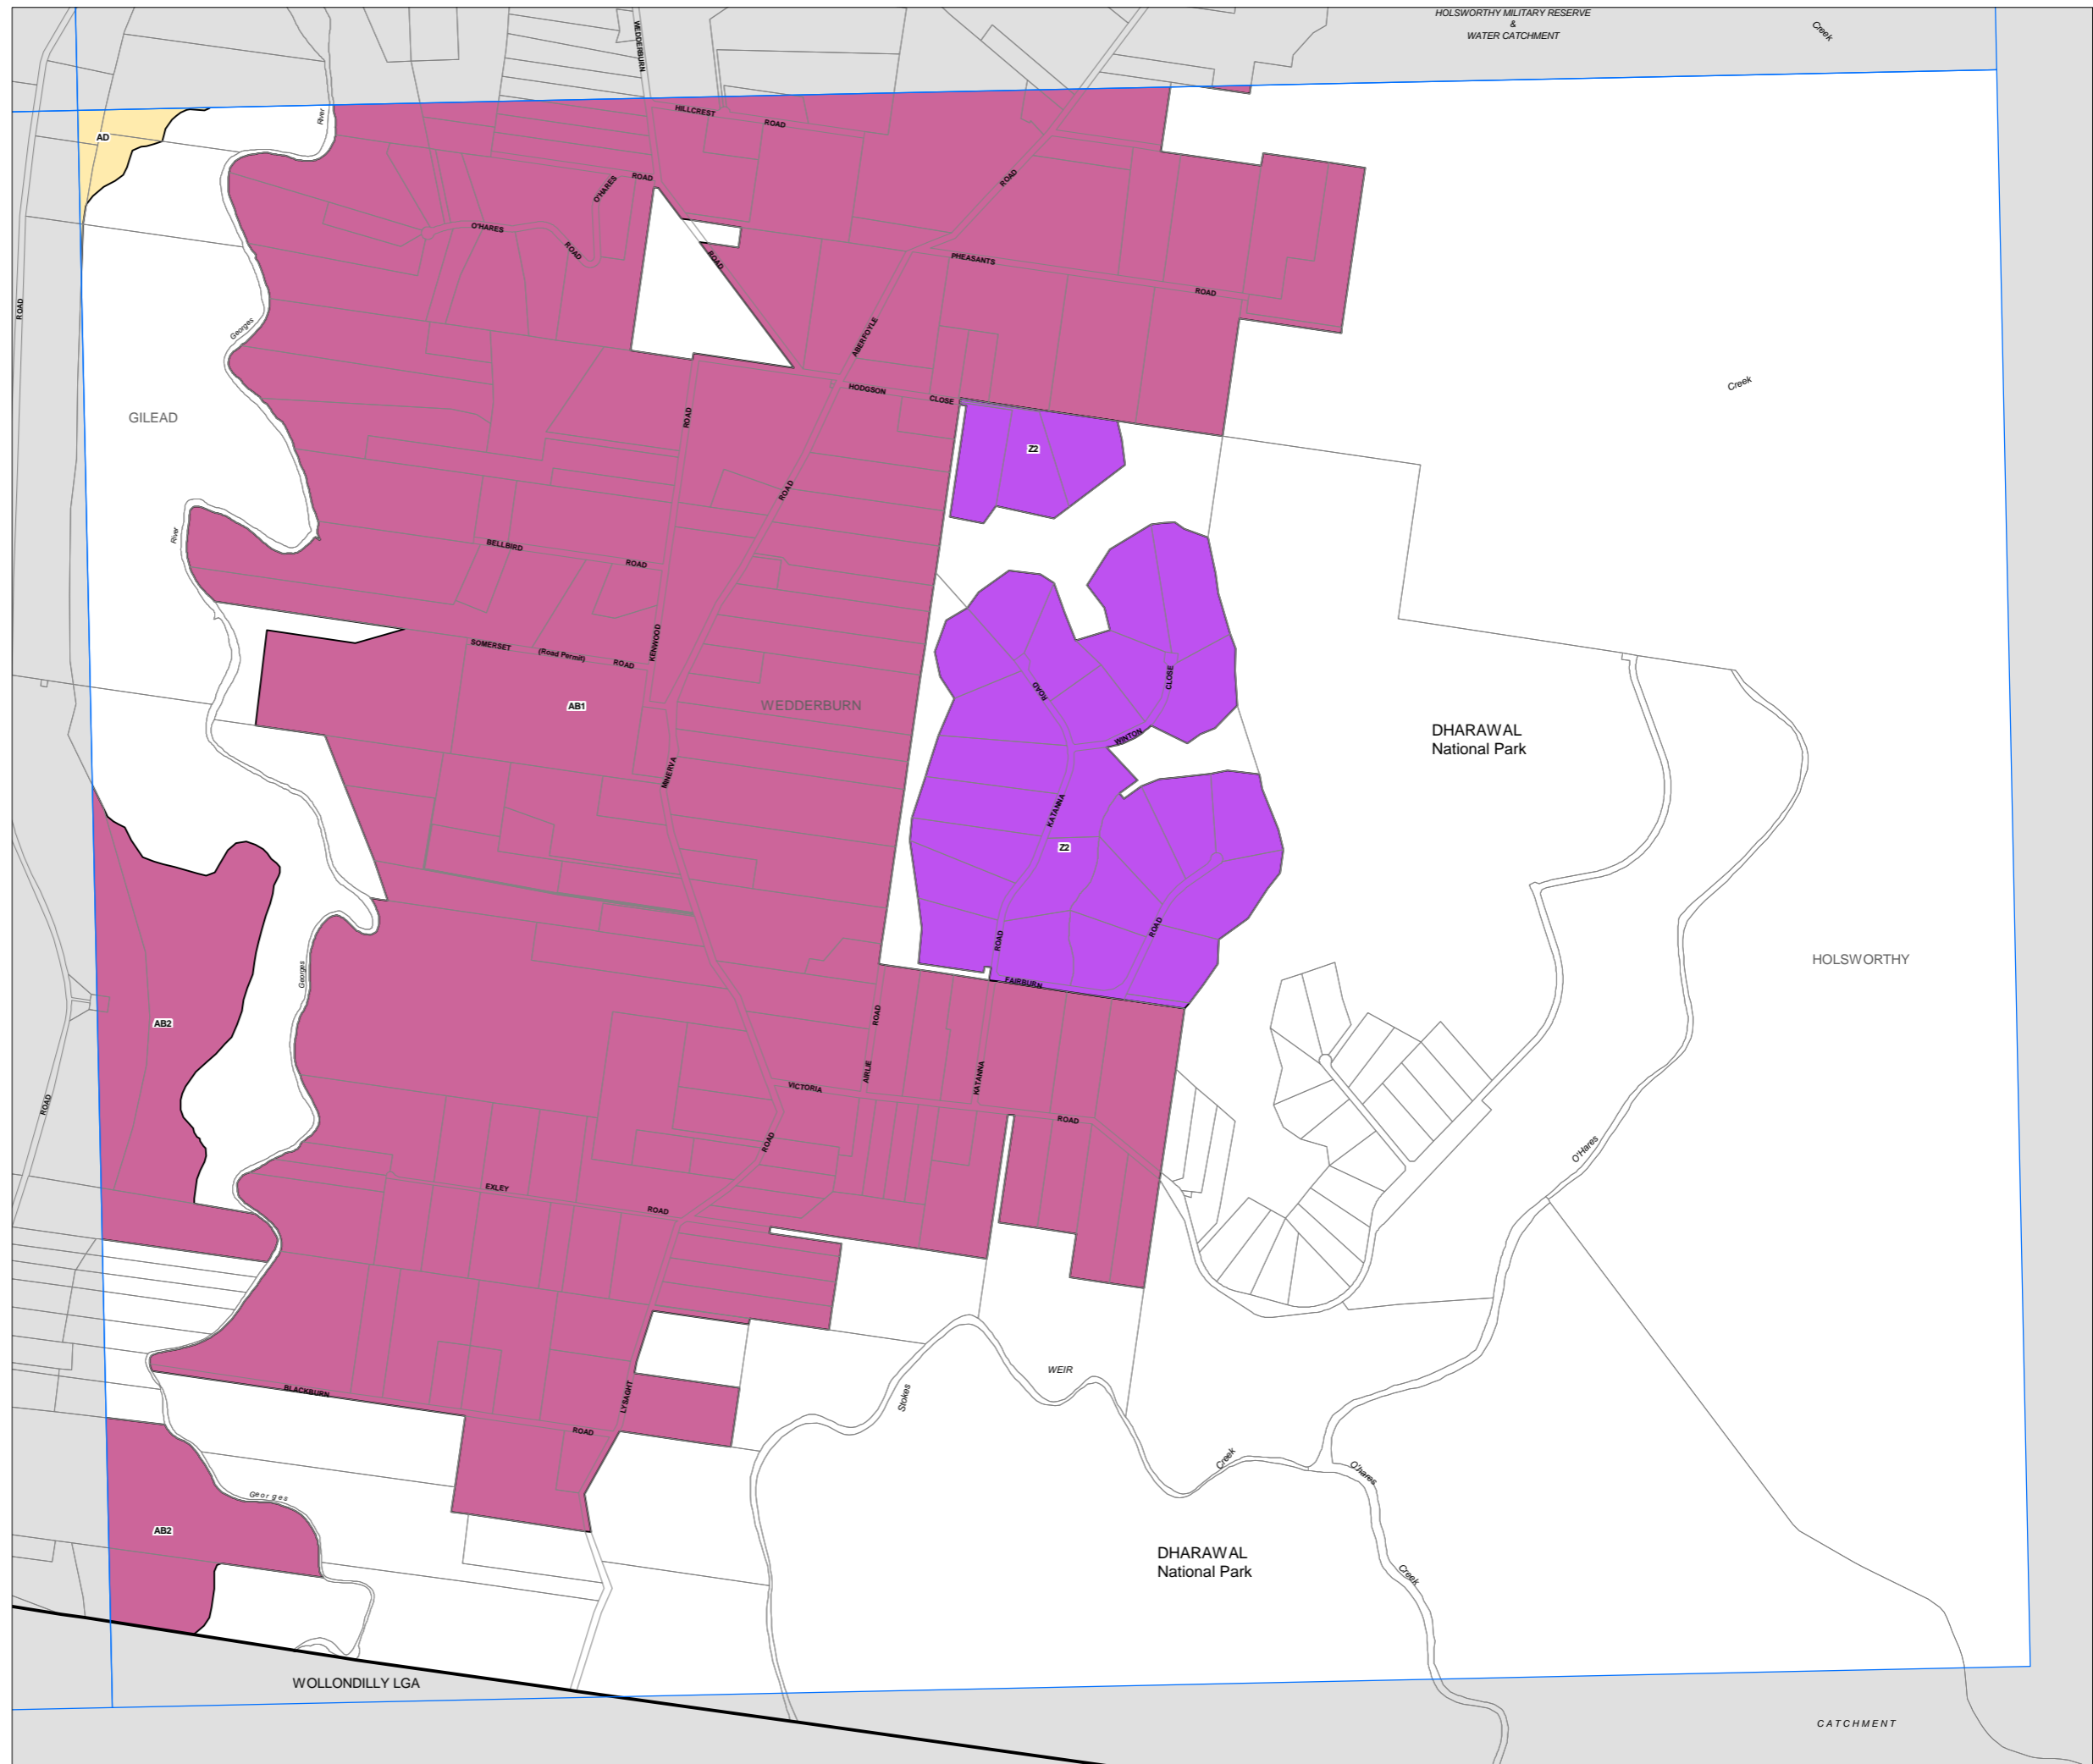 HOLSWORTHY MILITARY RESERVE
&
WATER CATCHMENT
Creek
WEDDERBURN
River
AD
HILLCREST
ROAD
ROAD
O'HARES
ROAD
O'HARES
ROAD
ROAD
PHEASANTS
ROAD
ROAD
Georges
ABERFOYLE
Creek
HODGSON
CLOSE
GILEAD
ROAD
Z2
ROAD
River
BELLBIRD
ROAD
SOMERSET
(Road Permit)
ROAD
KENWOOD
AB1
WEDDERBURN
ROAD
CLOSE
WINTON
DHARAWAL
National Park
MINERVA
KATANNA
Z2
ROAD
ROAD
HOLSWORTHY
Georges
FAIRBURN
AB2
ROAD
AIRLIE
KATANNA
VICTORIA
ROAD
ROAD
ROAD
O'Hares
EXLEY
ROAD
WEIR
Stokes
BLACKBURN
LYSAGHT
ROAD
Creek
O'hares
Georges
AB2
DHARAWAL
National Park
Creek
WOLLONDILLY LGA
CATCHMENT